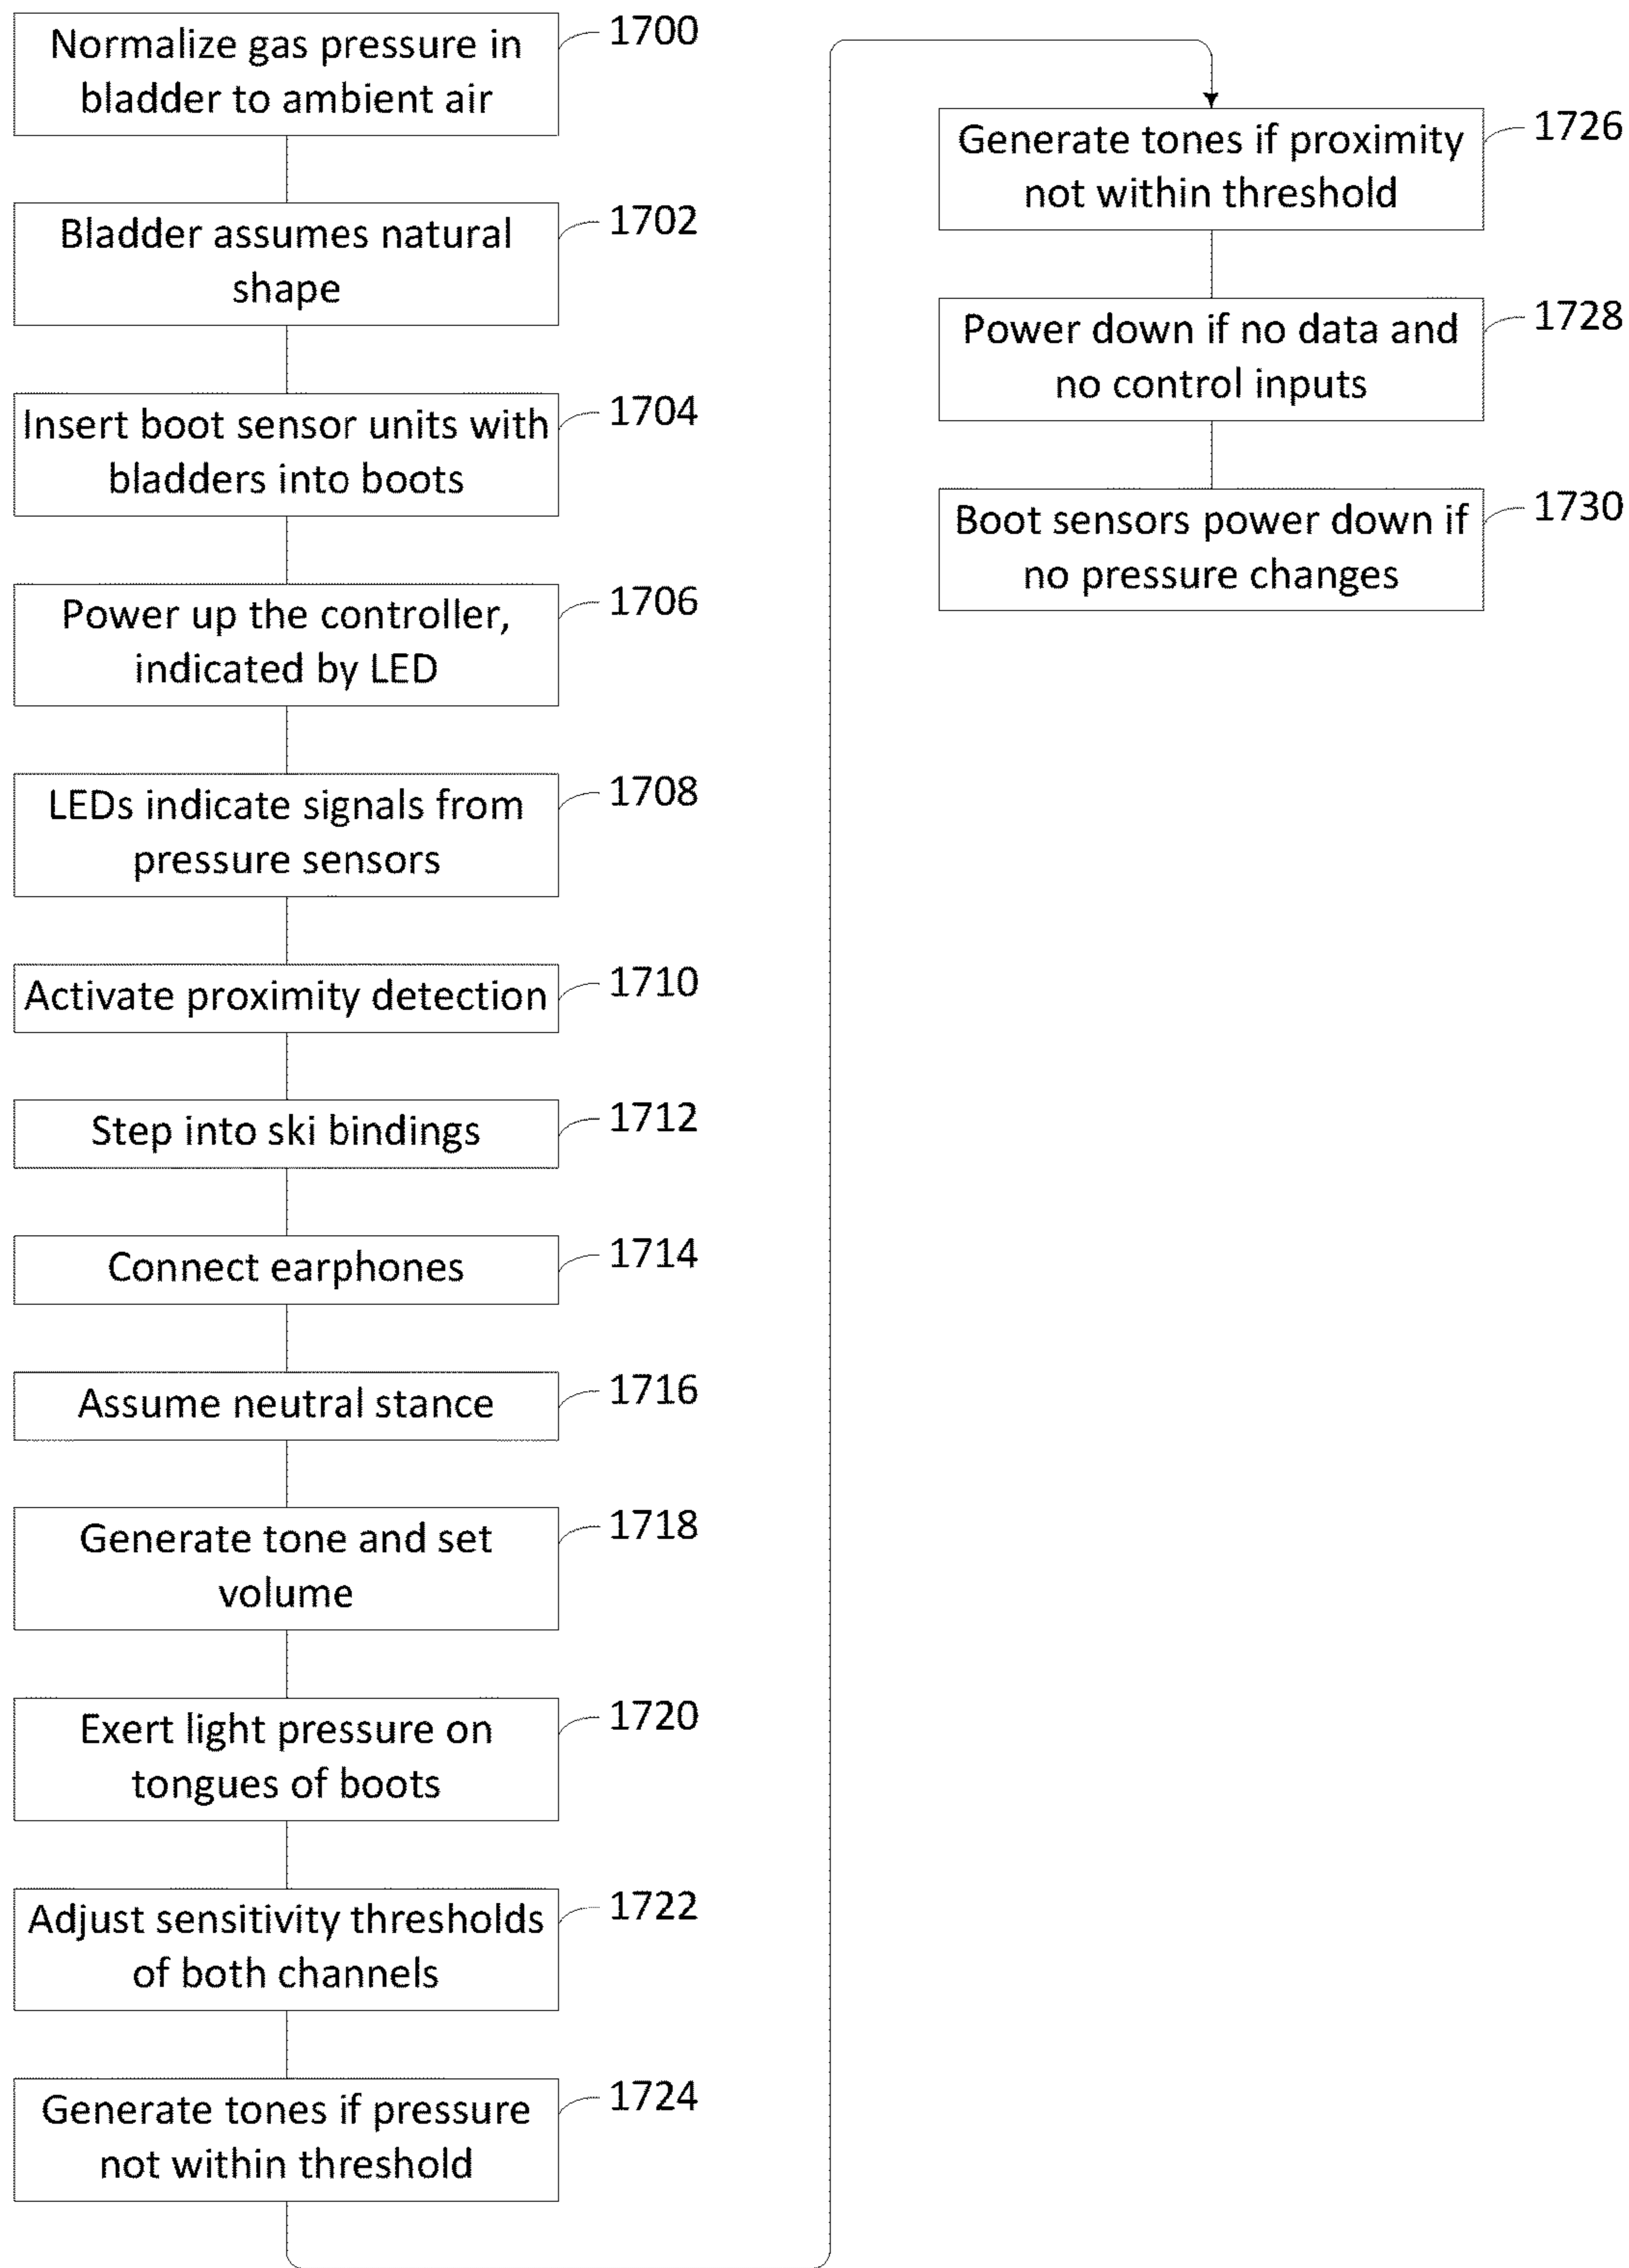 Normalize gas pressure in
bladder to ambient air
1700
Bladder assumes natural
shape
1702
Insert boot sensor units with
bladders into boots
1704
Power up the controller,
indicated by LED
1706
LEDs indicate signals from
pressure sensors
1708
Activate proximity detection
1710
Step into ski bindings
1712
Connect earphones
1714
Assume neutral stance
1716
Generate tone and set
volume
1718
Exert light pressure on
tongues of boots
1720
Adjust sensitivity thresholds
of both channels
1722
Generate tones if pressure
not within threshold
1724
Generate tones if proximity
not within threshold
1726
Power down if no data and
no control inputs
1728
Boot sensors power down if
no pressure changes
1730